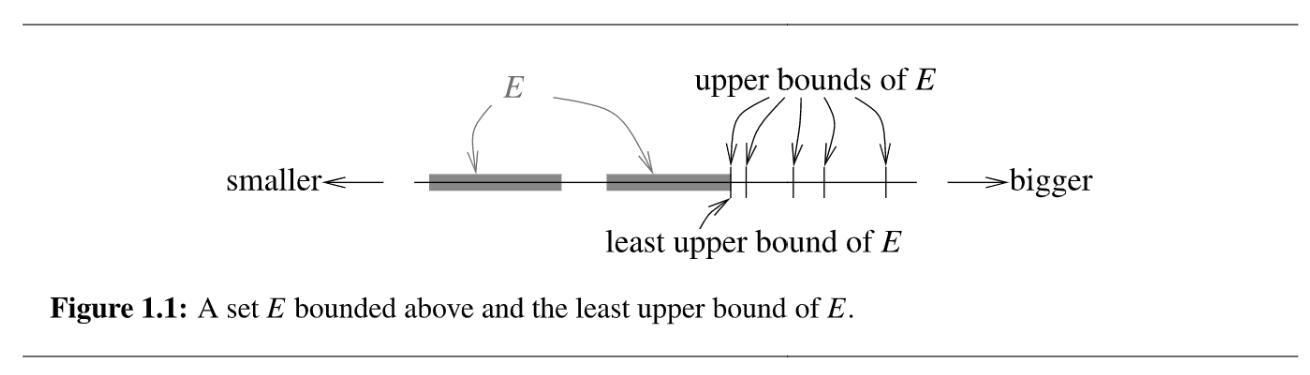 E
upper bounds of E
smaller
bigger
least upper bound of E
Figure 1.1: A set E bounded above and the least upper bound of E.